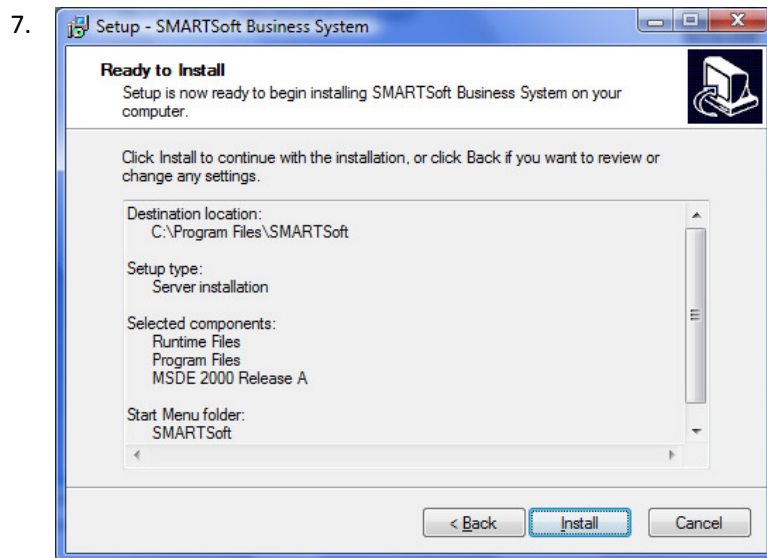 7.
Setup - SMARTSoft Business System
Ready to Install
Setup is now ready to begin installing SMARTSoft Business System on your
computer.
Click Install to continue with the installation, or click Back if you want to review or
change any settings.
Destination location:
C:\Program Files\SMARTSoft
Setup type:
Server installation
Selected components:
Runtime Files
Program Files
MSDE 2000 Release A
Start Menu folder:
SMARTSoft
< Back Install Cancel